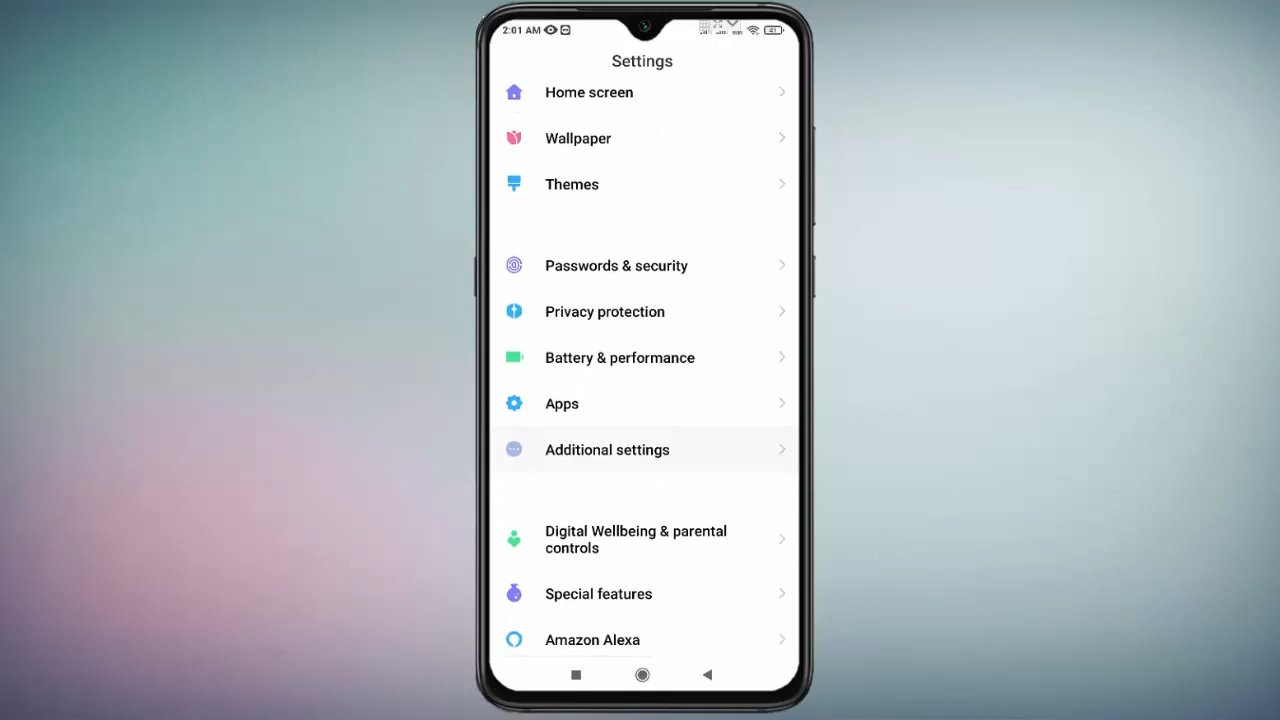 2:01 AM
41
Settings
Home screen
Wallpaper
Themes
Passwords & security
Privacy protection
Battery & performance
Apps
Additional settings
Digital Wellbeing & parental
controls
Special features
Amazon Alexa